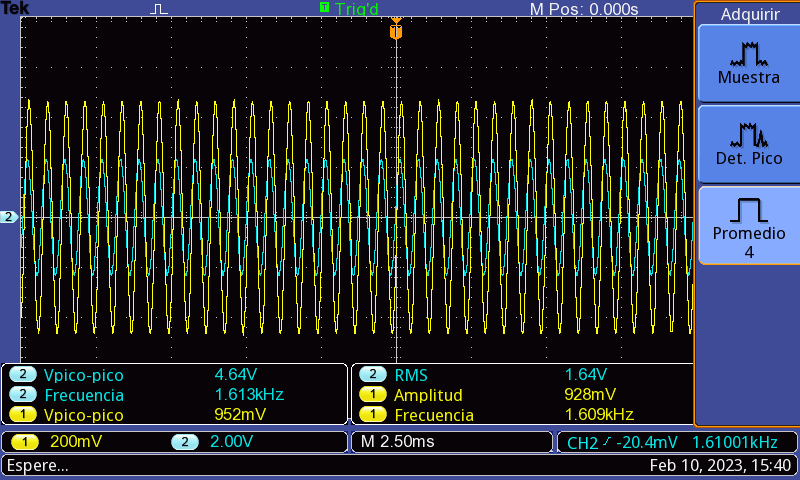 Tek T Trig'd M Pos: 0.000s Adquirir
T
Muestra
Det. Pico
2
Promedio
4
2 Vpico-pico 4.64V
2 Frecuencia 1.613kHz
1 Vpico-pico 952mV
2 RMS 1.64V
1 Amplitud 928mV
1 Frecuencia 1.609kHz
1 200mV 2 2.00V M 2.50ms CH2 -20.4mV 1.61001kHz
Espere... Feb 10, 2023, 15:40